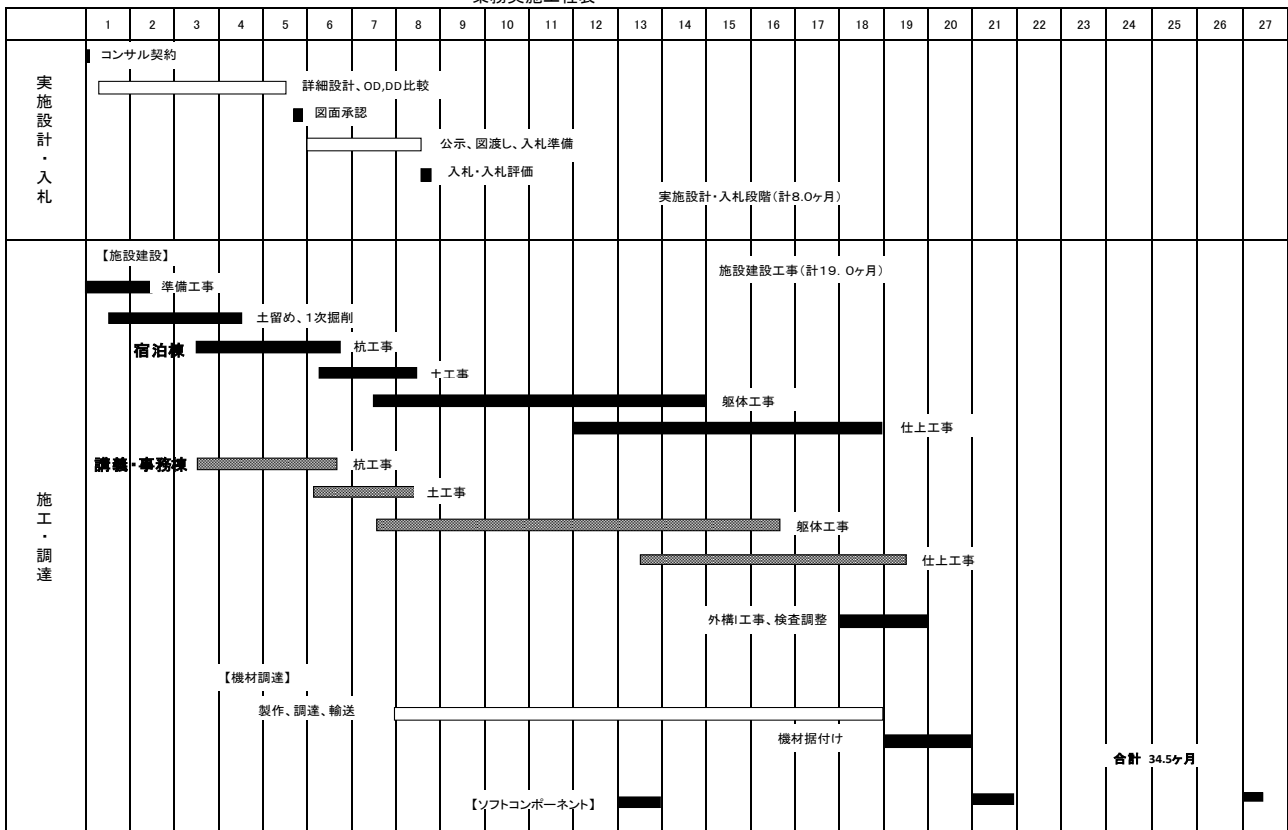 1 2 3 4 5 6 7 8 9 10 11 12 13 14 15 16 17 18 19 20 21 22 23 24 25 26 27
実施設計・入札
コンサル契約
詳細設計、OD,DD比較
図面承認
公示、図渡し、入札準備
入札・入札評価
実施設計・入札段階(計8.0ヶ月)
施工・調達
【施設建設】
施設建設工事(計19.0ヶ月)
準備工事
土留め、1次掘削
宿泊棟
杭工事
土工事
躯体工事
仕上工事
講義・事務棟
杭工事
土工事
躯体工事
仕上工事
外構工事、検査調整
【機材調達】
製作、調達、輸送
機材据付け
合計 34.5ヶ月
【ソフトコンポーネント】